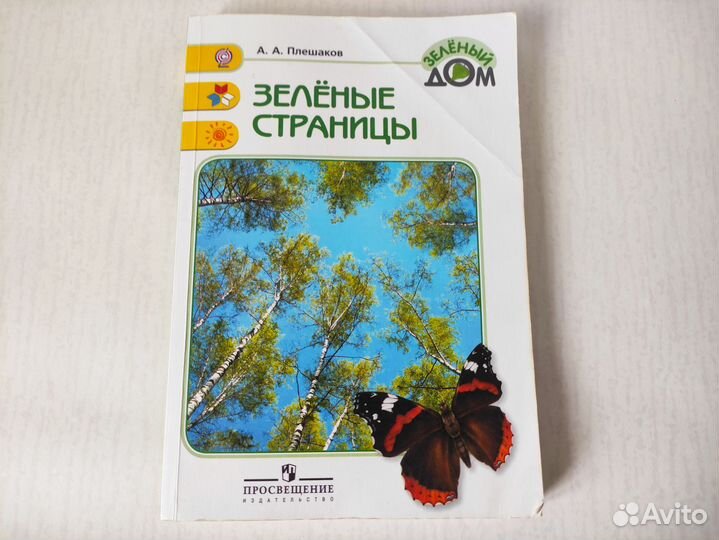 А. А. Плешаков
ЗЕЛЁНЫЙ
ДОМ
ЗЕЛЁНЫЕ
СТРАНИЦЫ
ПРОСВЕЩЕНИЕ
ИЗДАТЕЛЬСТВО
Avito